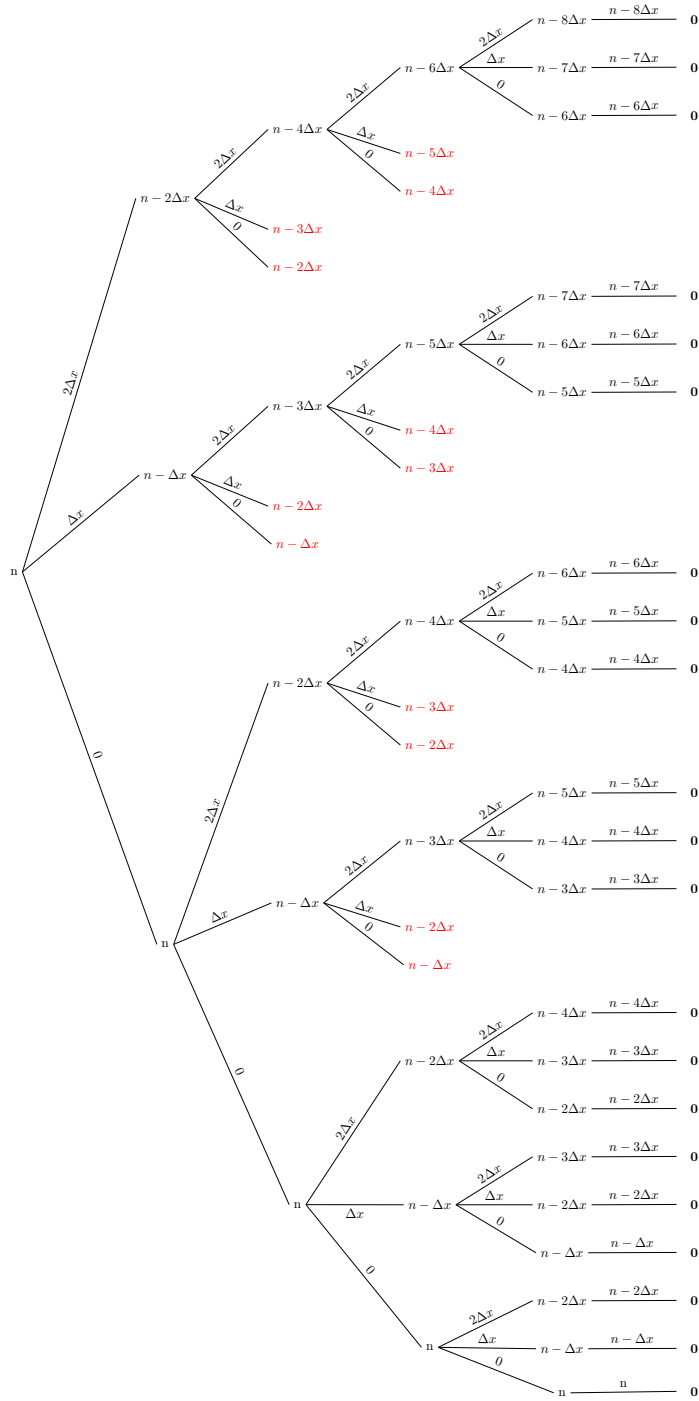 2Δx n − 8Δx n − 8Δx 0
n − 6Δx Δx n − 7Δx n − 7Δx 0
2Δx 0 n − 6Δx n − 6Δx 0
n − 4Δx Δx n − 5Δx
2Δx 0 n − 4Δx
n − 2Δx Δx n − 3Δx
0 n − 2Δx
2Δx n − 7Δx n − 7Δx 0
n − 5Δx Δx n − 6Δx n − 6Δx 0
2Δx 2Δx 0 n − 5Δx n − 5Δx 0
n − 3Δx Δx n − 4Δx
2Δx 0 n − 3Δx
n − Δx Δx n − 2Δx
Δx 0 n − Δx
n
2Δx n − 6Δx n − 6Δx 0
n − 4Δx Δx n − 5Δx n − 5Δx 0
2Δx 0 n − 4Δx n − 4Δx 0
n − 2Δx Δx n − 3Δx
0 n − 2Δx
0
2Δx 2Δx n − 5Δx n − 5Δx 0
n − 3Δx Δx n − 4Δx n − 4Δx 0
2Δx 0 n − 3Δx n − 3Δx 0
n − Δx Δx n − 2Δx
Δx 0 n − Δx
n
2Δx n − 4Δx n − 4Δx 0
0 n − 2Δx Δx n − 3Δx n − 3Δx 0
2Δx 0 n − 2Δx n − 2Δx 0
2Δx n − 3Δx n − 3Δx 0
n Δx n − Δx Δx n − 2Δx n − 2Δx 0
0 n − Δx n − Δx 0
0 2Δx n − 2Δx n − 2Δx 0
n Δx n − Δx n − Δx 0
0 n n 0